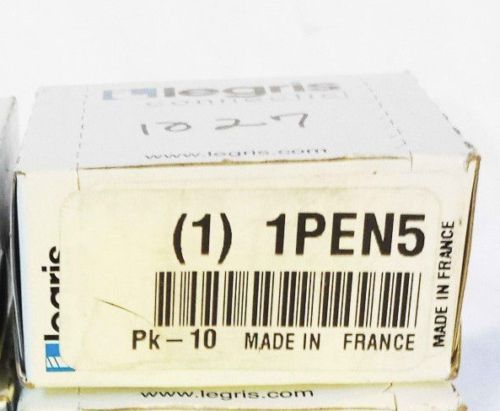 legris
connectic
1827
www.legris.com
legris
(1) 1PEN5
Pk-10 MADE IN FRANCE
MADE IN FRANCE
www.legris.com